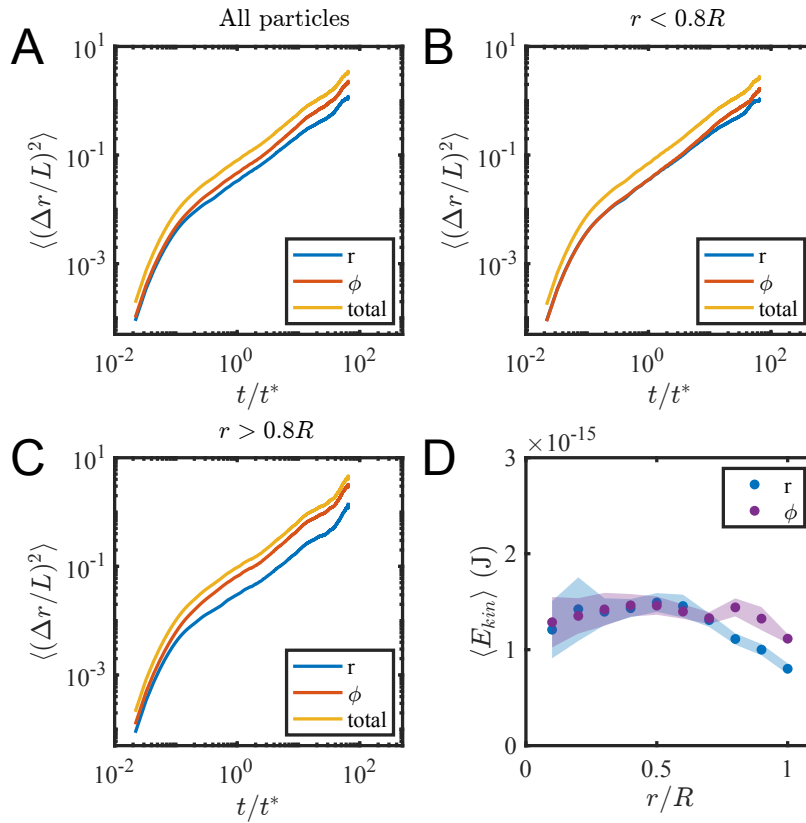 All particles
A
10^1
10^-1
10^-3
⟨(Δr/L)^2⟩
r
ϕ
total
10^-2
10^0
10^2
t/t*
r < 0.8R
B
10^1
10^-1
10^-3
⟨(Δr/L)^2⟩
r
ϕ
total
10^-2
10^0
10^2
t/t*
r > 0.8R
C
10^1
10^-1
10^-3
⟨(Δr/L)^2⟩
r
ϕ
total
10^-2
10^0
10^2
t/t*
D
×10^-15
3
2
1
0
⟨E_kin⟩ (J)
r
ϕ
0
0.5
1
r/R